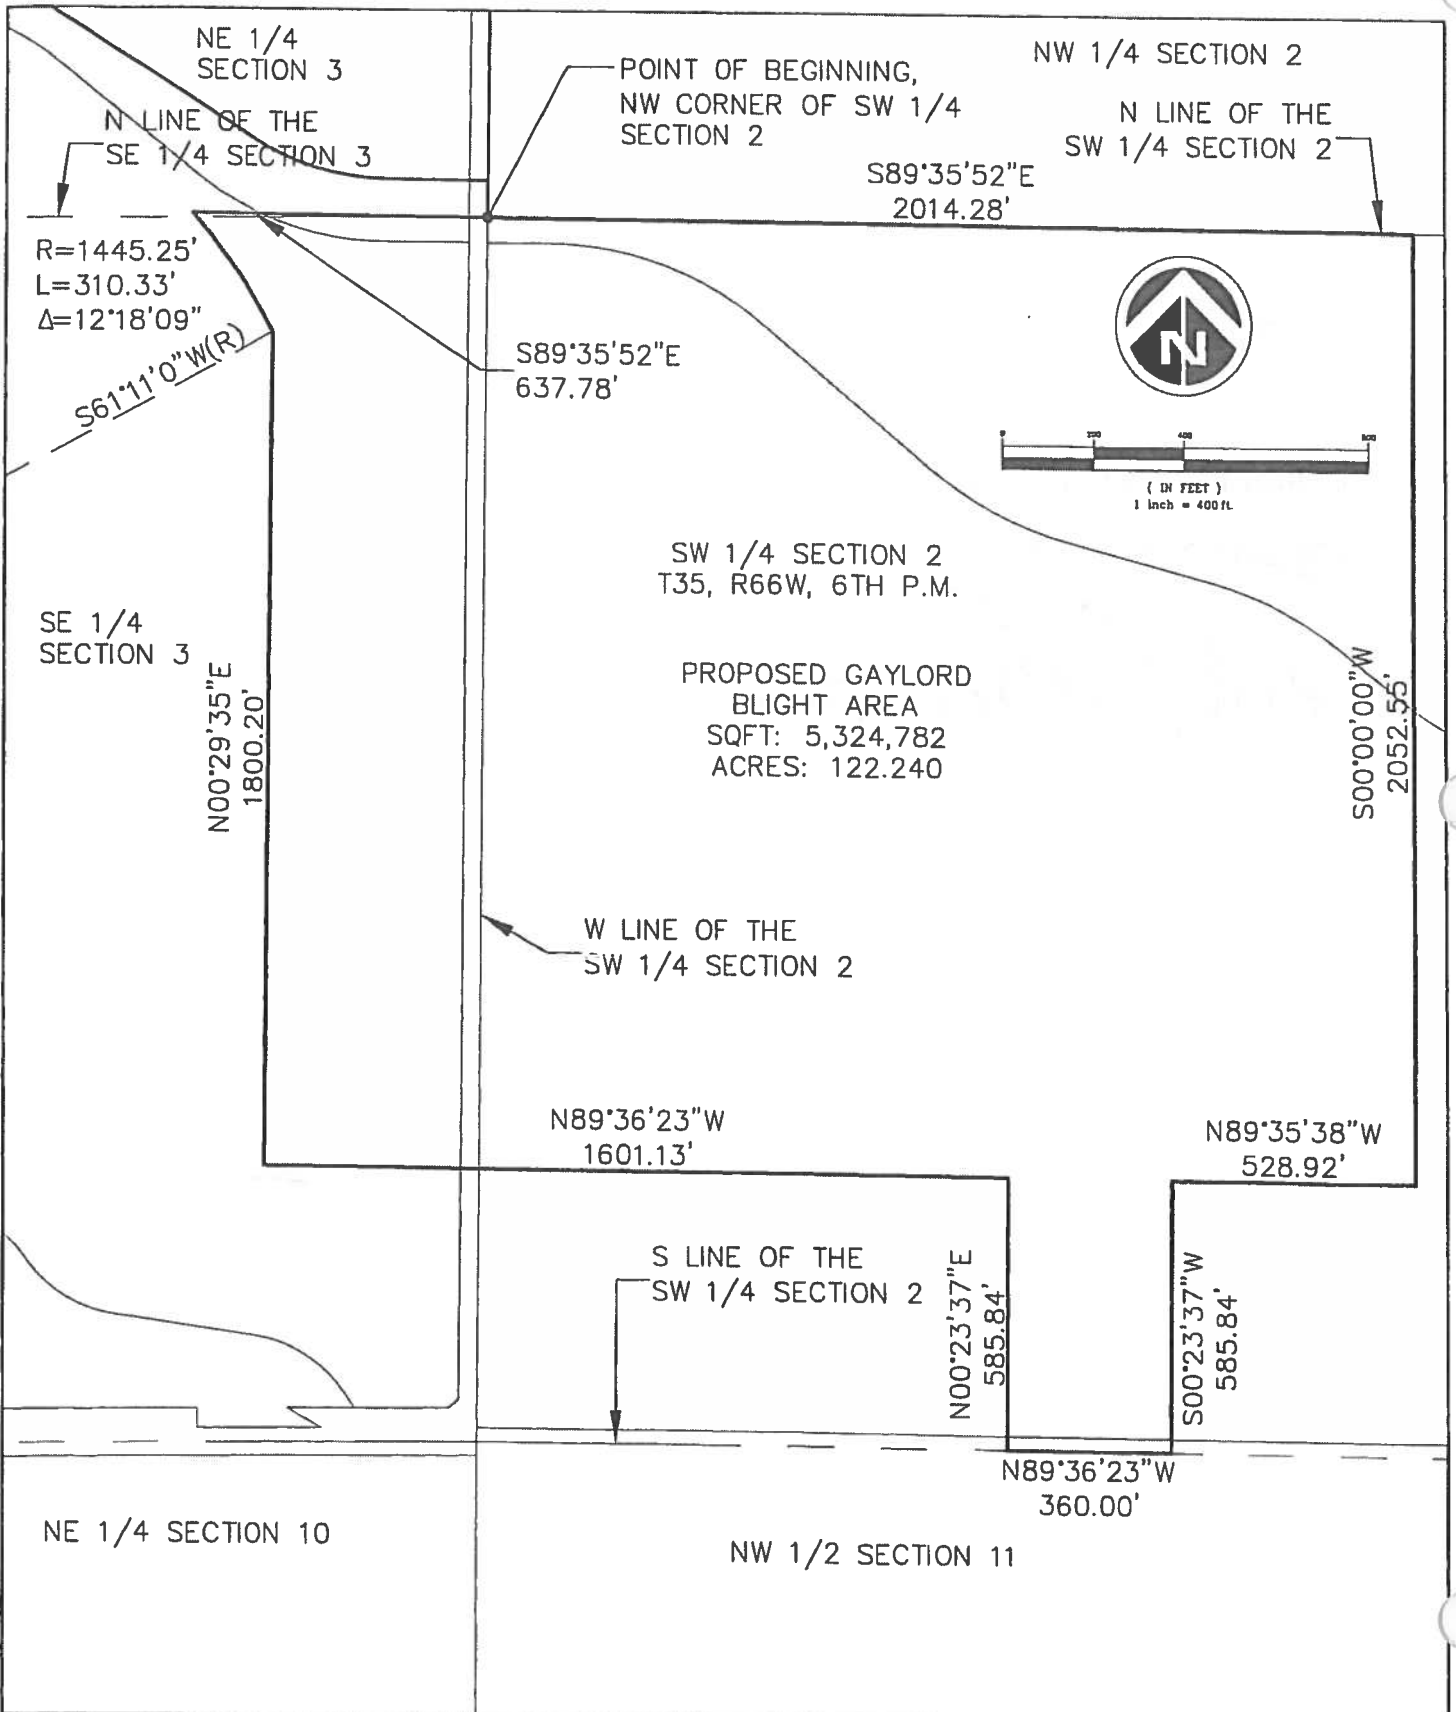 NE 1/4
SECTION 3
NW 1/4 SECTION 2
POINT OF BEGINNING,
NW CORNER OF SW 1/4
SECTION 2
N LINE OF THE
SE 1/4 SECTION 3
N LINE OF THE
SW 1/4 SECTION 2
S89°35'52"E
2014.28'
R=1445.25'
L=310.33'
Δ=12°18'09"
S61°11'0"W(R)
S89°35'52"E
637.78'
N
0 200 400 800
( IN FEET )
1 inch = 400 ft.
SW 1/4 SECTION 2
T35, R66W, 6TH P.M.
SE 1/4
SECTION 3
N00°29'35"E
1800.20'
PROPOSED GAYLORD
BLIGHT AREA
SQFT: 5,324,782
ACRES: 122.240
S00°00'00"W
2052.55'
W LINE OF THE
SW 1/4 SECTION 2
N89°36'23"W
1601.13'
N89°35'38"W
528.92'
S LINE OF THE
SW 1/4 SECTION 2
N00°23'37"E
585.84'
S00°23'37"W
585.84'
N89°36'23"W
360.00'
NE 1/4 SECTION 10
NW 1/2 SECTION 11